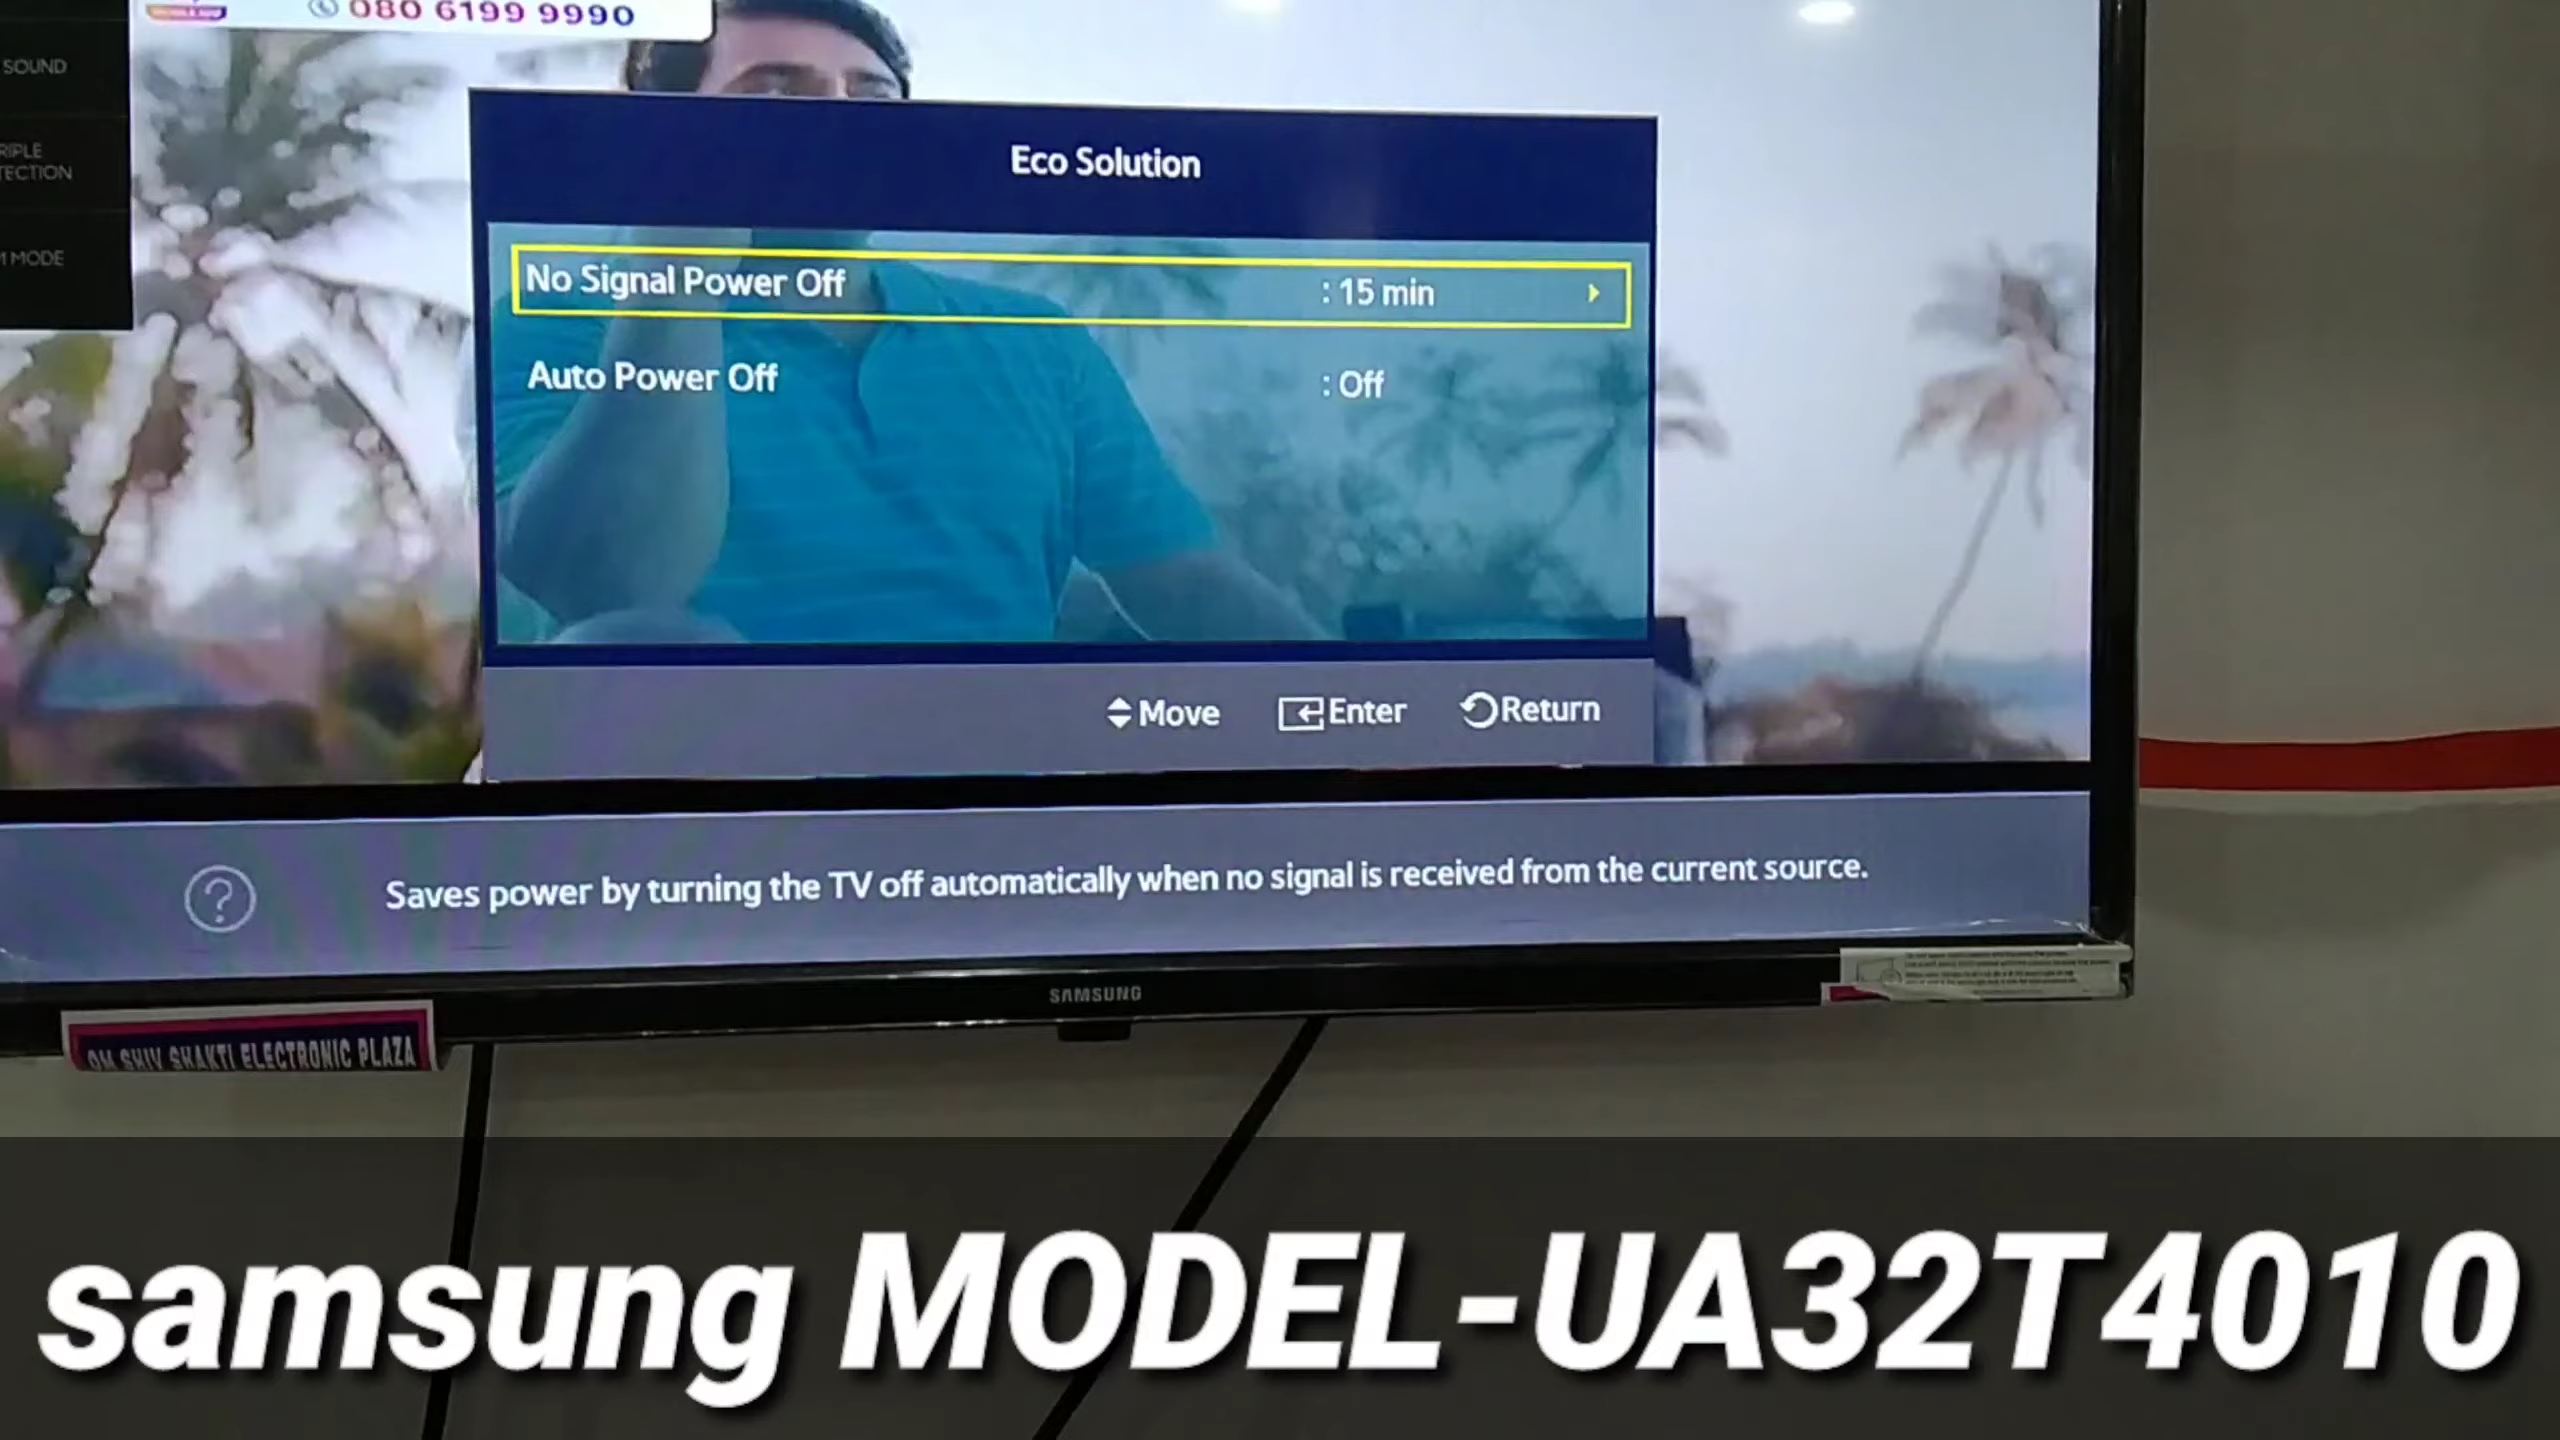 080 6199 9990
SOUND
MODE
Eco Solution
No Signal Power Off : 15 min
Auto Power Off : Off
Move Enter Return
Saves power by turning the TV off automatically when no signal is received from the current source.
SAMSUNG
OM SHIV SHAKTI ELECTRONIC PLAZA
samsung MODEL-UA32T4010